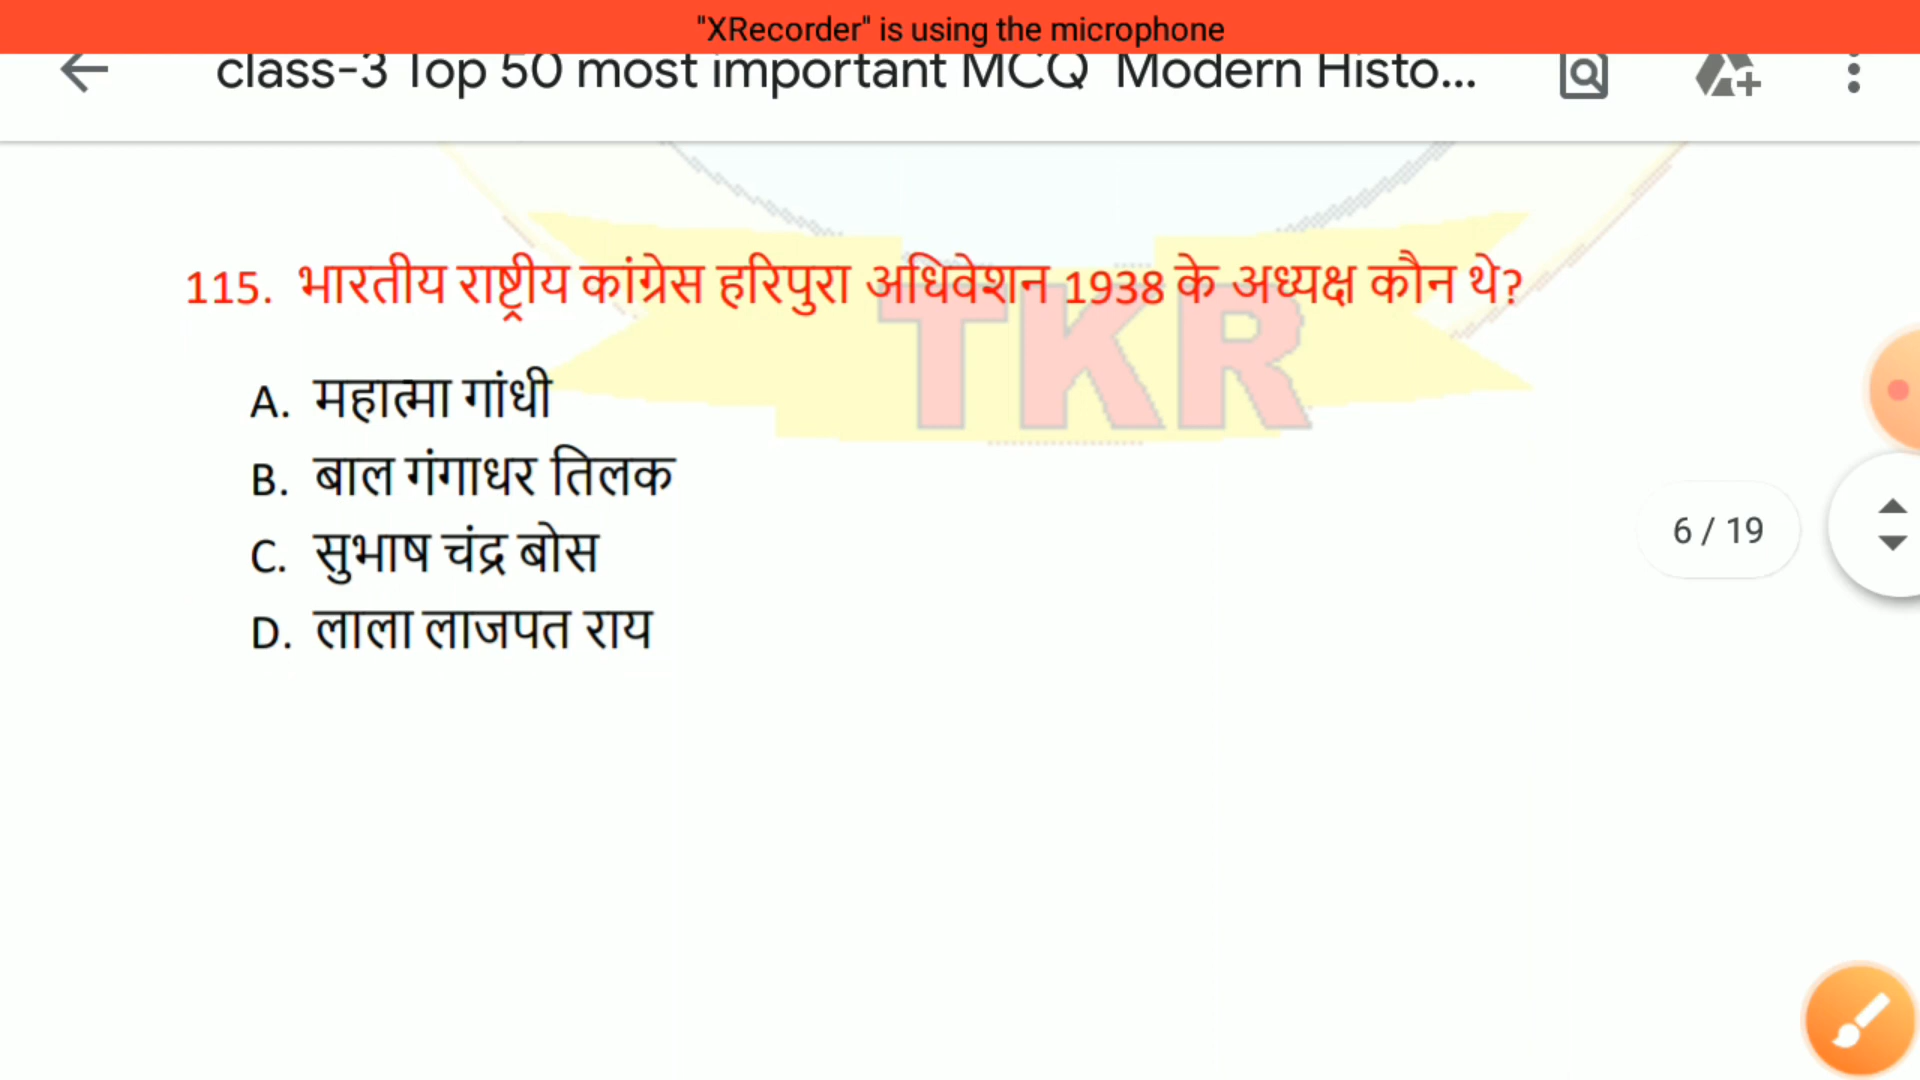 "XRecorder" is using the microphone
class-3 Top 50 most important MCQ Modern Histo...
115. भारतीय राष्ट्रीय कांग्रेस हरिपुरा अधिवेशन 1938 के अध्यक्ष कौन थे?
TKR
A. महात्मा गांधी
B. बाल गंगाधर तिलक
C. सुभाष चंद्र बोस
D. लाला लाजपत राय
6 / 19